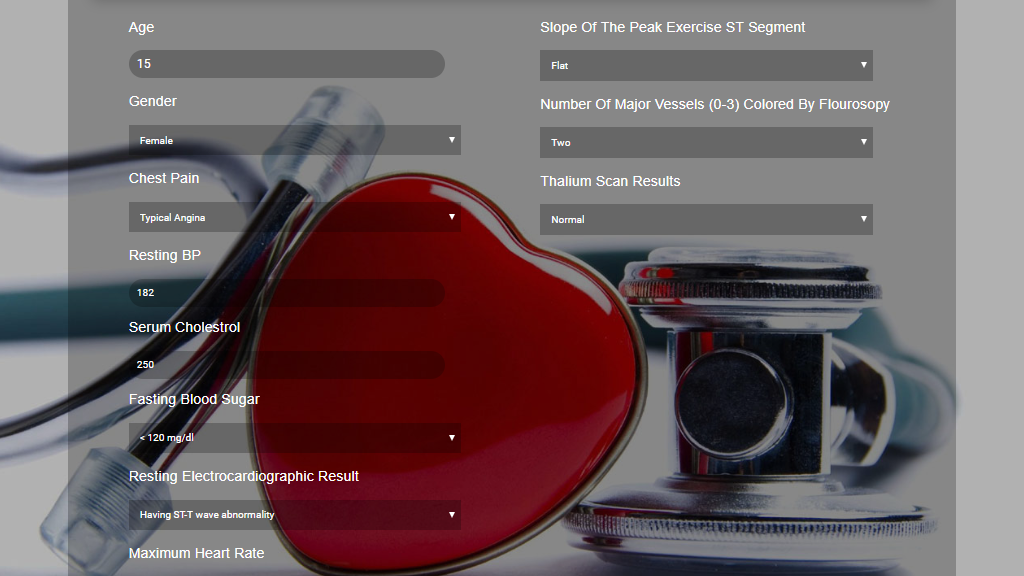 Age
15
Gender
Female
Chest Pain
Typical Angina
Resting BP
182
Serum Cholestrol
250
Fasting Blood Sugar
< 120 mg/dl
Resting Electrocardiographic Result
Having ST-T wave abnormality
Maximum Heart Rate
Slope Of The Peak Exercise ST Segment
Flat
Number Of Major Vessels (0-3) Colored By Flourosopy
Two
Thalium Scan Results
Normal